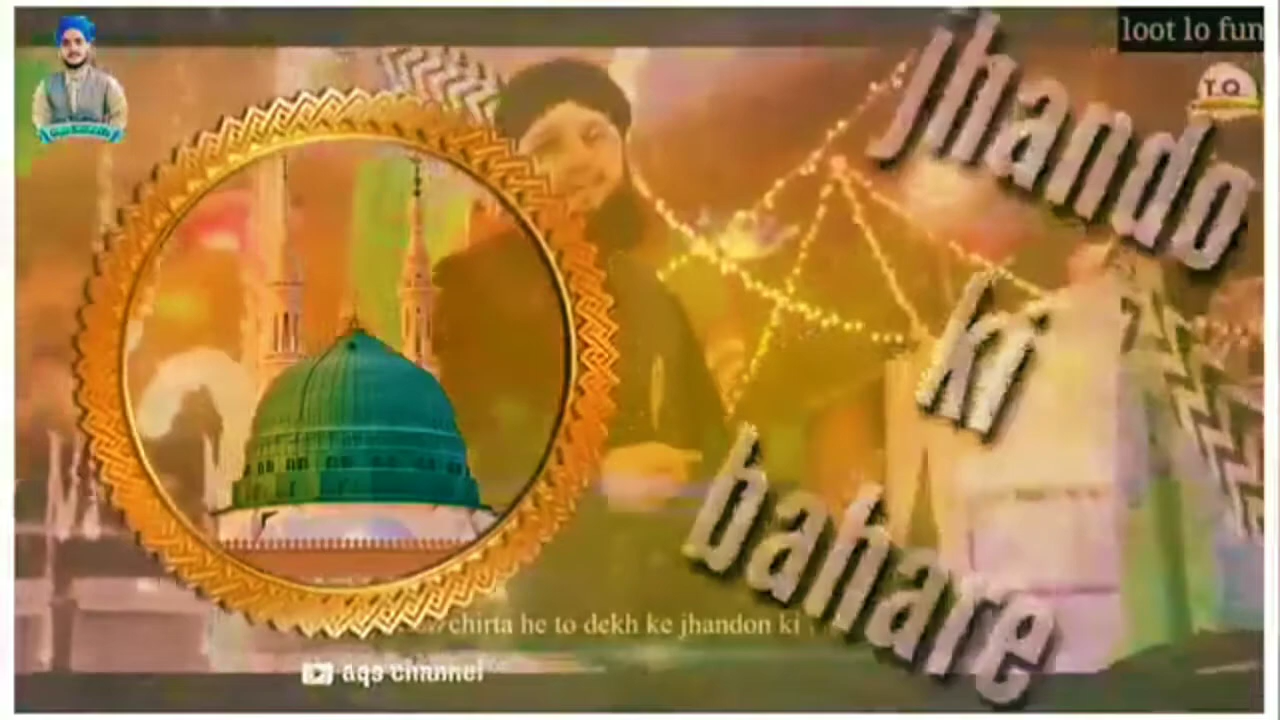 loot lo fun
T.Q
jhando
ki
bahare
chirta he to dekh ke jhandon ki
aqs channel